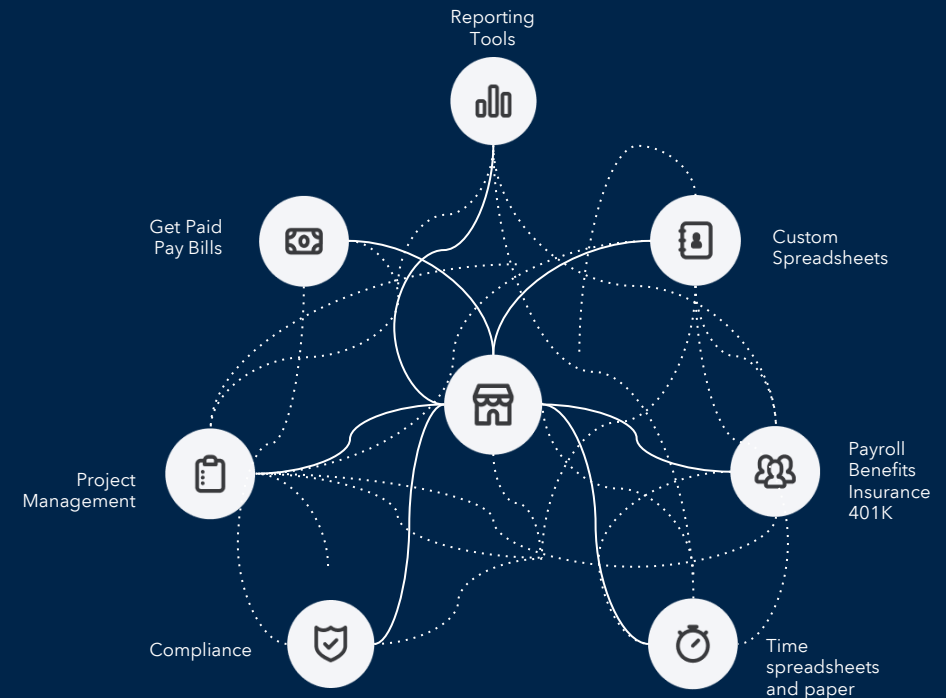 Reporting
Tools
Get Paid
Pay Bills
Custom
Spreadsheets
Project
Management
Payroll
Benefits
Insurance
401K
Compliance
Time
spreadsheets
and paper